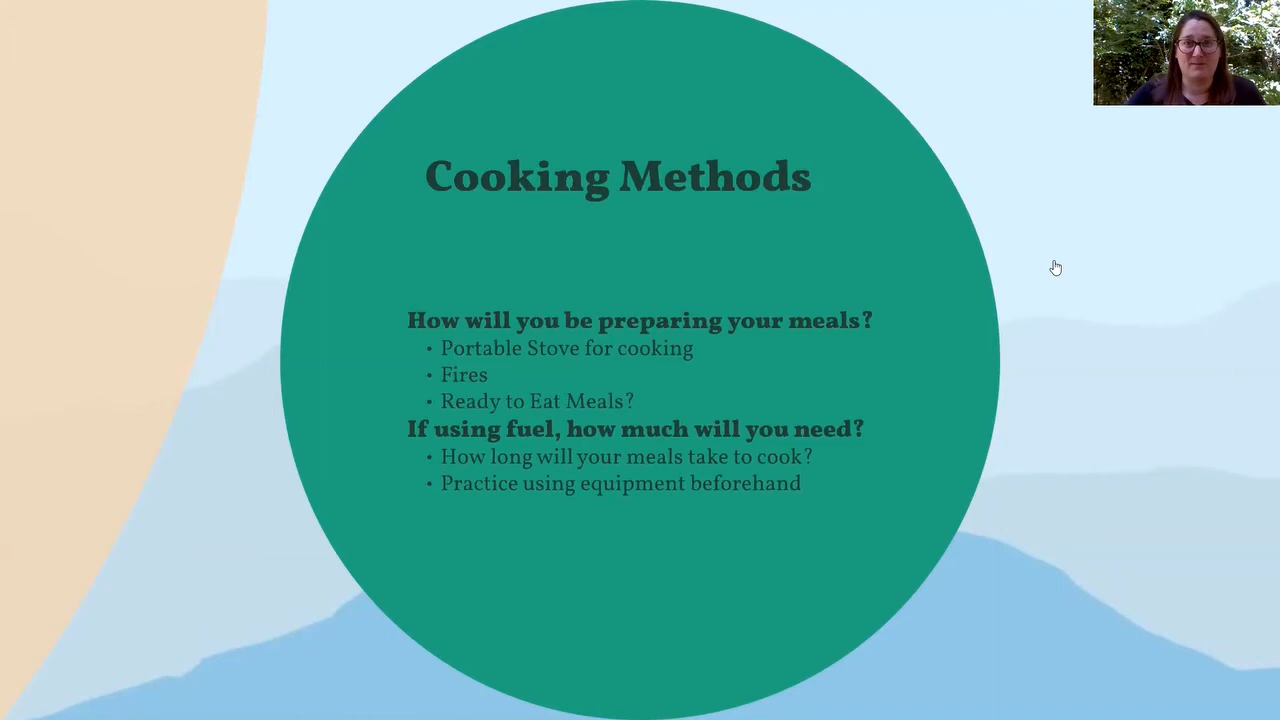 Cooking Methods
How will you be preparing your meals?
• Portable Stove for cooking
• Fires
• Ready to Eat Meals?
If using fuel, how much will you need?
• How long will your meals take to cook?
• Practice using equipment beforehand